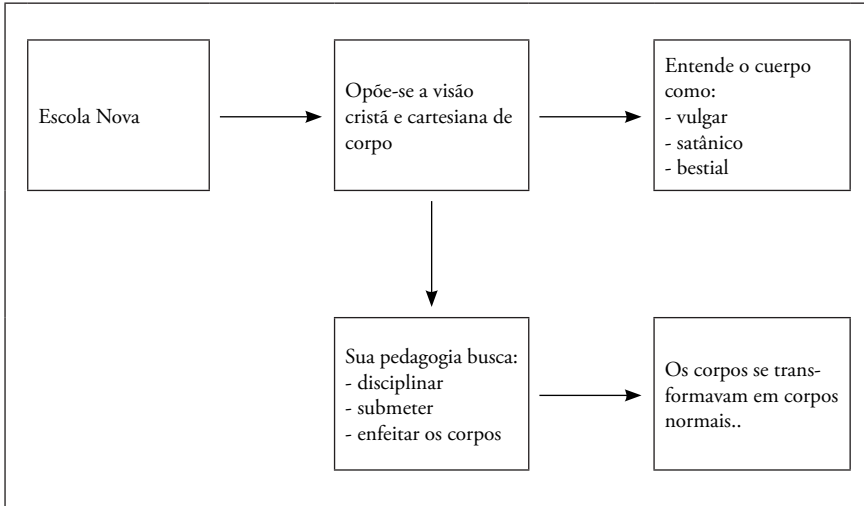 Escola Nova
Opõe-se a visão
cristã e cartesiana de
corpo
Entende o cuerpo
como:
- vulgar
- satânico
- bestial
Sua pedagogia busca:
- disciplinar
- submeter
- enfeitar os corpos
Os corpos se trans-
formavam em corpos
normais..